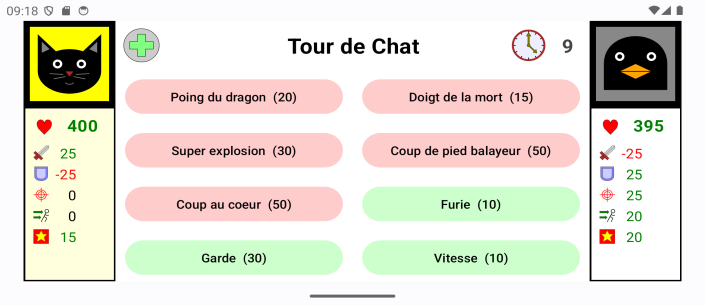 09:18
Tour de Chat
9
400
25
-25
0
0
15
Poing du dragon (20)
Doigt de la mort (15)
Super explosion (30)
Coup de pied balayeur (50)
Coup au coeur (50)
Furie (10)
Garde (30)
Vitesse (10)
395
-25
25
25
20
20